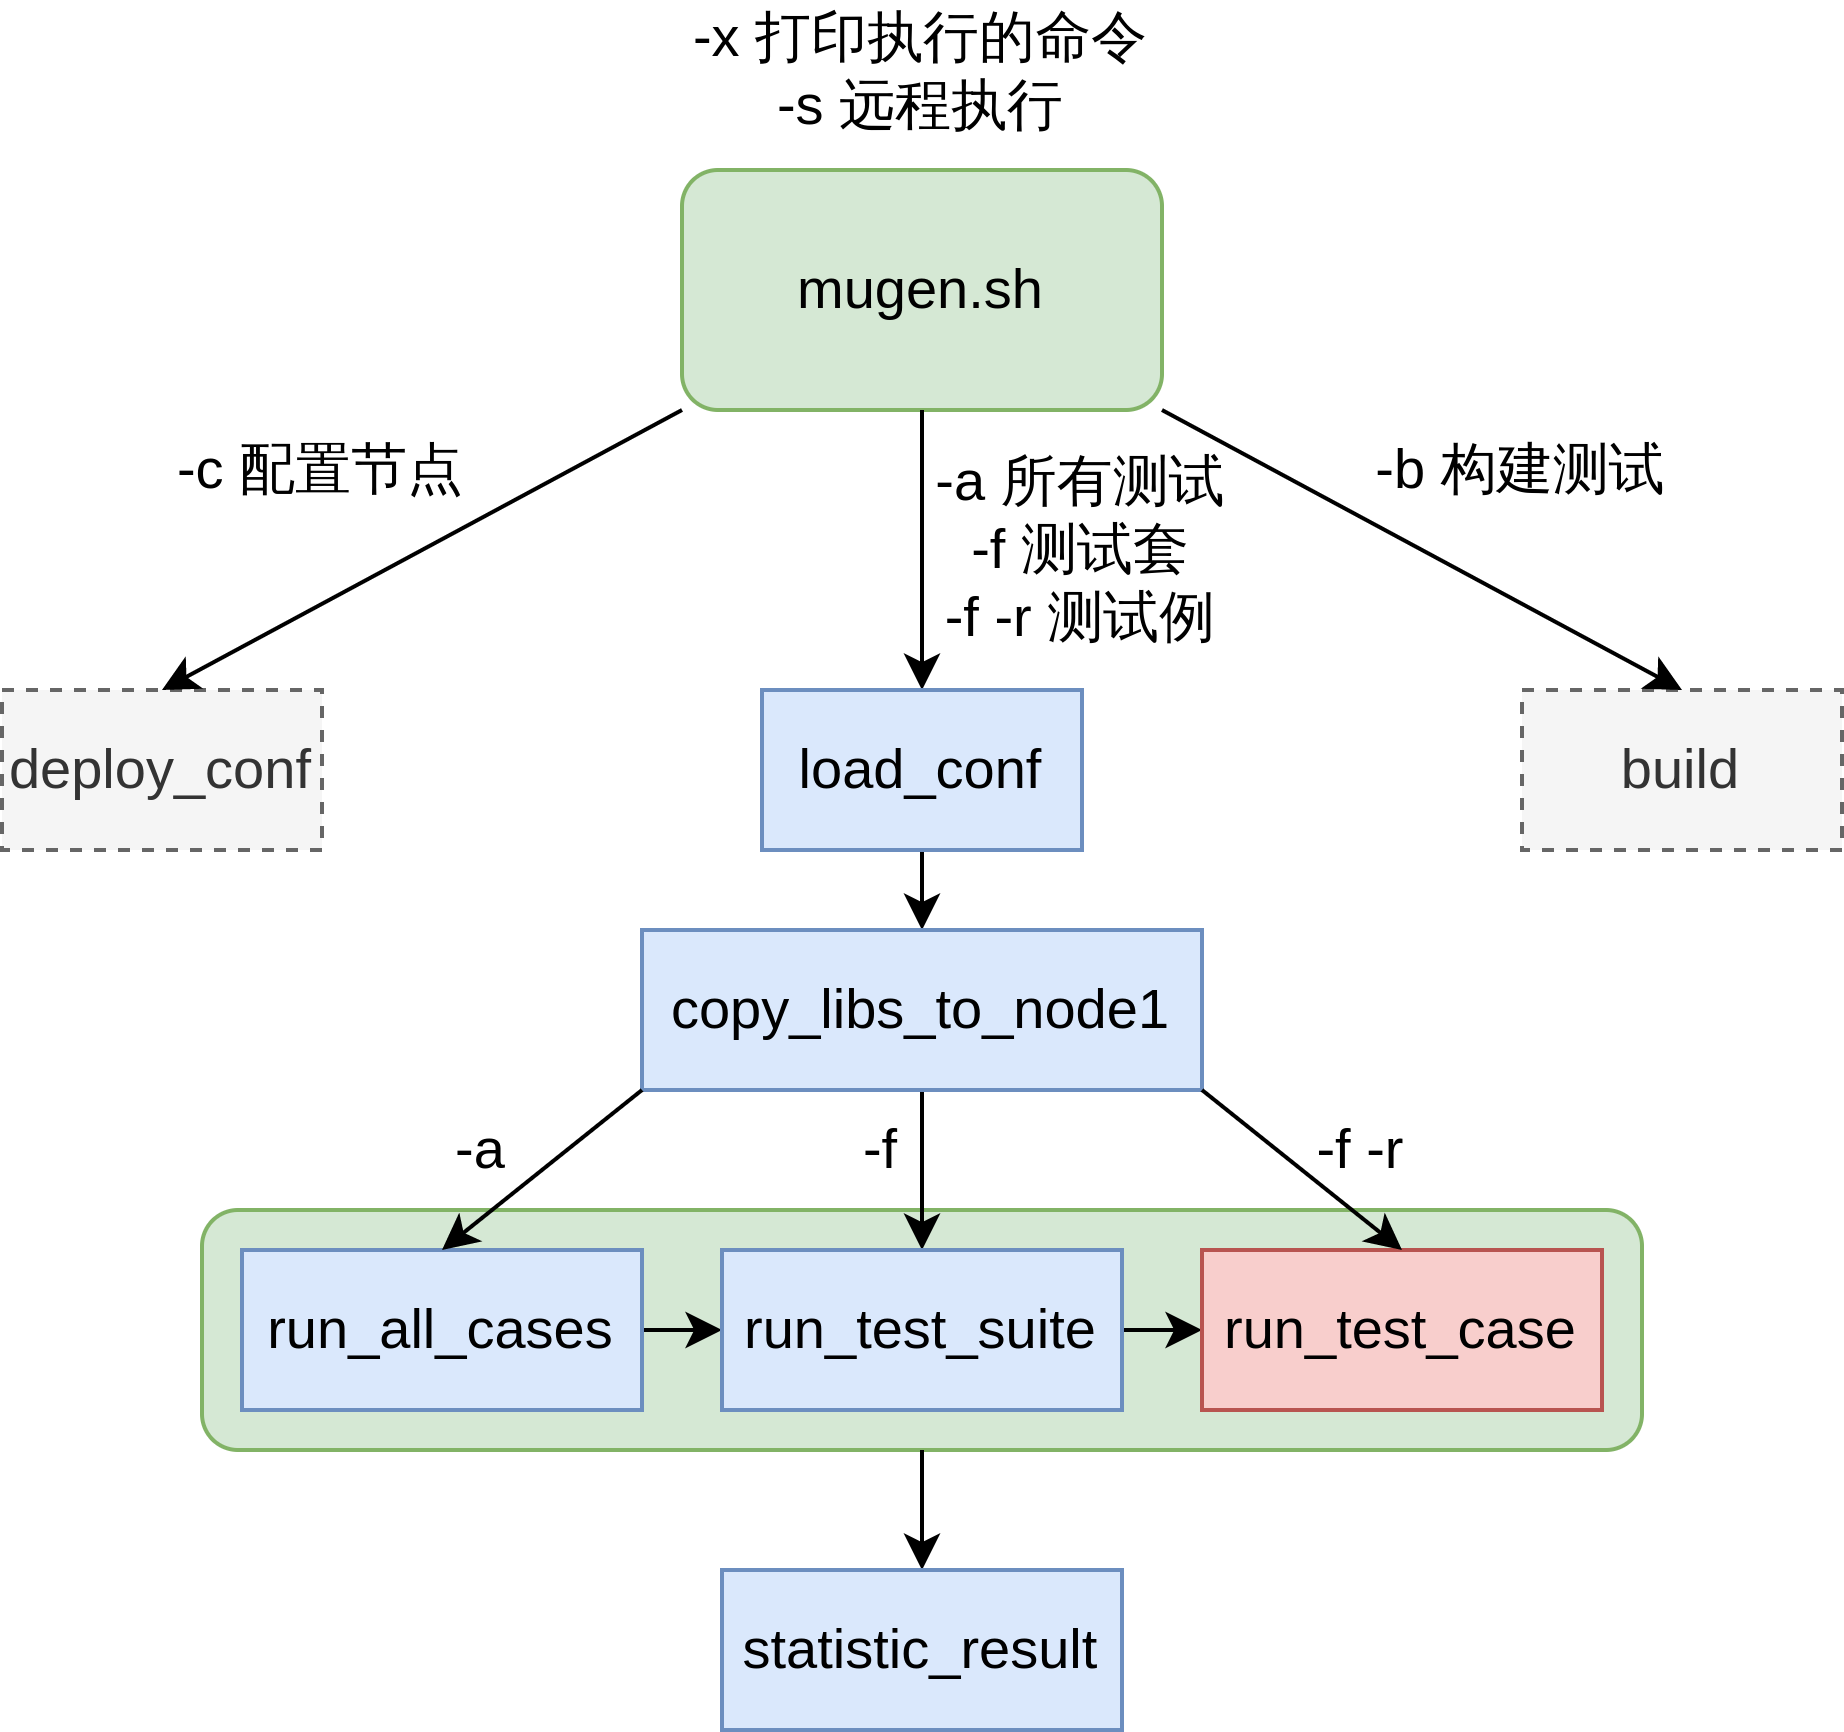 -x 打印执行的命令
-s 远程执行
mugen.sh
-c 配置节点
-a 所有测试
-f 测试套
-f -r 测试例
-b 构建测试
deploy_conf
load_conf
build
copy_libs_to_node1
-a
-f
-f -r
run_all_cases
run_test_suite
run_test_case
statistic_result